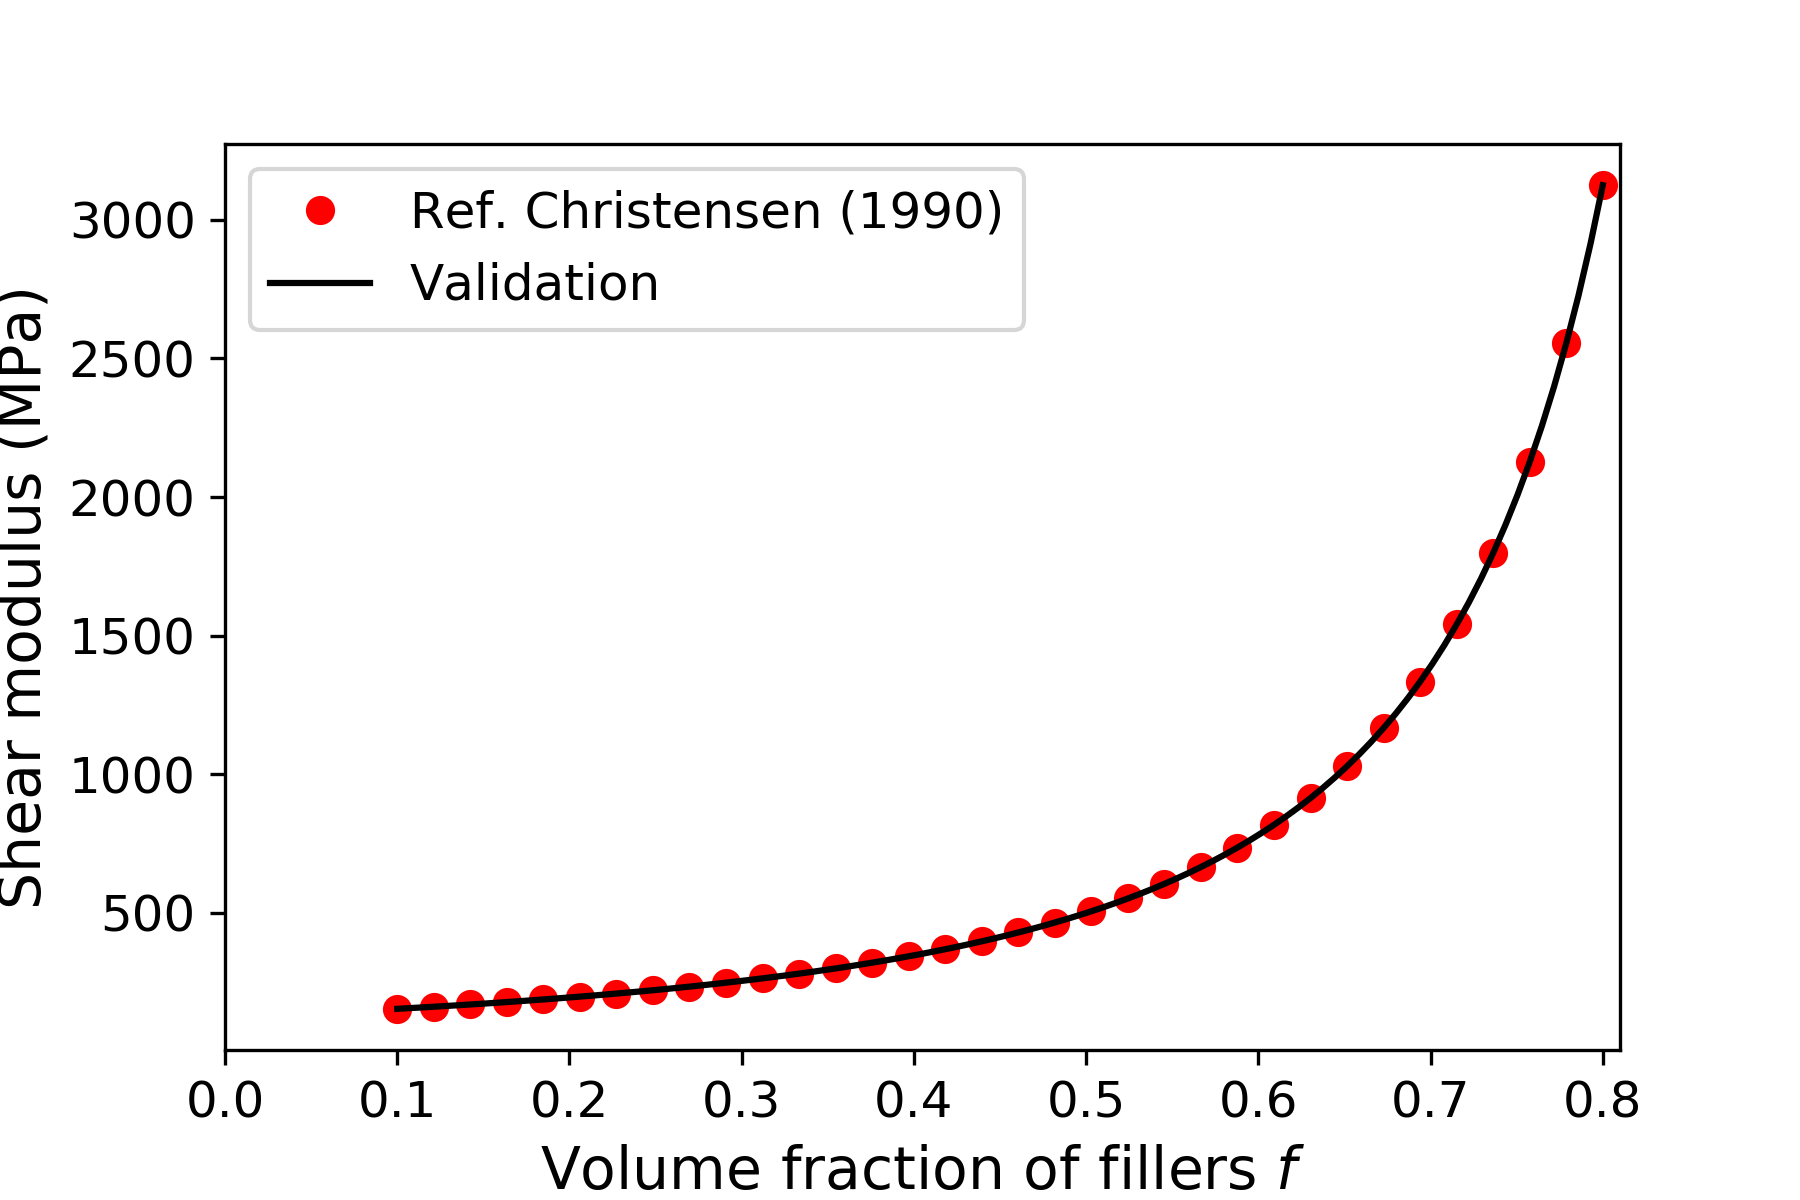 Ref. Christensen (1990)
Validation
Shear modulus (MPa)
3000
2500
2000
1500
1000
500
0.0 0.1 0.2 0.3 0.4 0.5 0.6 0.7 0.8
Volume fraction of fillers f